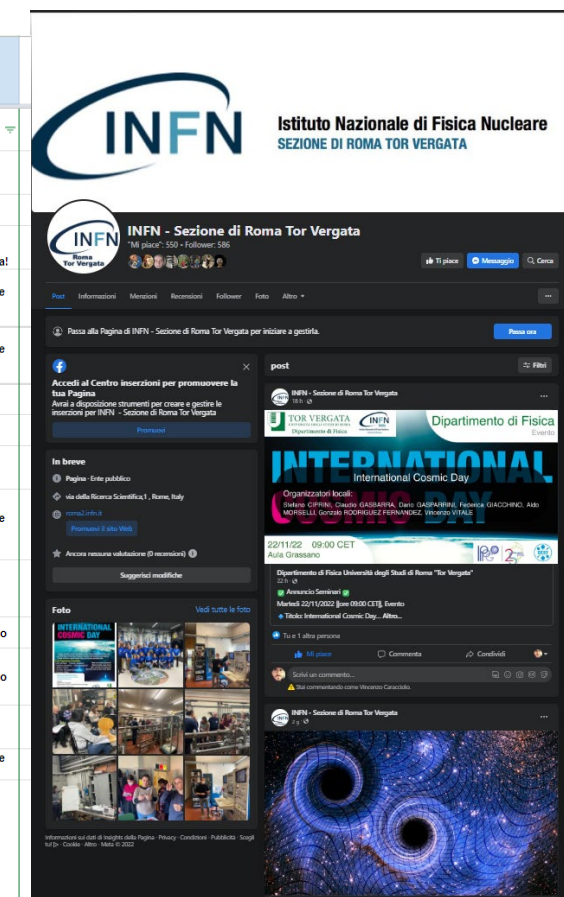 INFN
Istituto Nazionale di Fisica Nucleare
SEZIONE DI ROMA TOR VERGATA
a!
e
e
e
o
o
e
INFN
Roma
Tor Vergata
INFN - Sezione di Roma Tor Vergata
"Mi piace": 550 • Follower: 586
Ti piace
Messaggio
Cerca
Post Informazioni Menzioni Recensioni Follower Foto Altro
Passa alla Pagina di INFN - Sezione di Roma Tor Vergata per iniziare a gestirla.
Passa ora
Accedi al Centro inserzioni per promuovere la
tua Pagina
Avrai a disposizione strumenti per creare e gestire le
inserzioni per INFN - Sezione di Roma Tor Vergata
Promuovi
In breve
Pagina · Ente pubblico
via della Ricerca Scientifica,1 , Rome, Italy
roma2.infn.it
Promuovi il sito Web
Ancora nessuna valutazione (0 recensioni)
Suggerisci modifiche
Foto
Vedi tutte le foto
INTERNATIONAL
COSMIC DAY
Informazioni sui dati di Insights della Pagina · Privacy · Condizioni · Pubblicità · Scegli
tu! · Cookie · Altro · Meta © 2022
post
Filtri
INFN - Sezione di Roma Tor Vergata
18 h ·
TOR VERGATA
UNIVERSITÀ DEGLI STUDI DI ROMA
Dipartimento di Fisica
INFN
Dipartimento di Fisica
Evento
INTERNATIONAL
COSMIC DAY
International Cosmic Day
Organizzatori locali:
Stefano CIPRINI, Claudio GASBARRA, Dario GASPARRINI, Federica GIACCHINO, Aldo
MORSELLI, Gonzalo RODRIGUEZ FERNANDEZ, Vincenzo VITALE
22/11/22 09:00 CET
Aula Grassano
Dipartimento di Fisica Università degli Studi di Roma "Tor Vergata"
22 h ·
Annuncio Seminari
Martedì 22/11/2022 [[ore 09:00 CET]], Evento
Titolo: International Cosmic Day... Altro...
Tu e 1 altra persona
Mi piace
Commenta
Condividi
Scrivi un commento...
Stai commentando come Vincenzo Caracciolo.
INFN - Sezione di Roma Tor Vergata